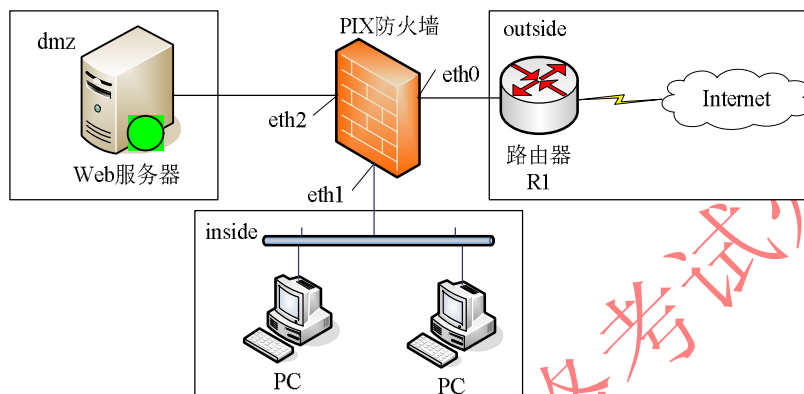 dmz
PIX防火墙
outside
eth0
eth2
Internet
Web服务器
路由器
R1
eth1
inside
PC
PC
考试